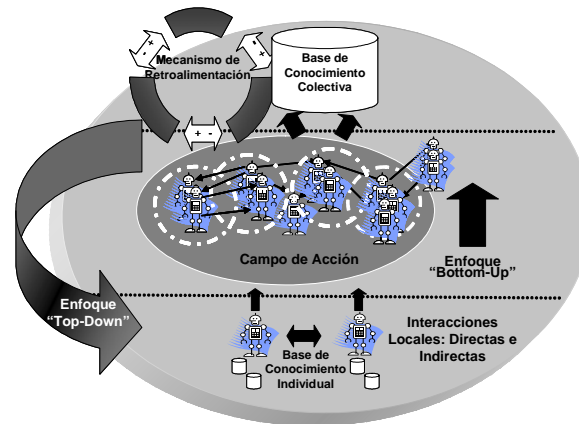 Mecanismo de
Retroalimentación
+ -
+ -
+ -
Base de
Conocimiento
Colectiva
Campo de Acción
Enfoque
“Bottom-Up”
Enfoque
“Top-Down”
Base de
Conocimiento
Individual
Interacciones
Locales: Directas e
Indirectas